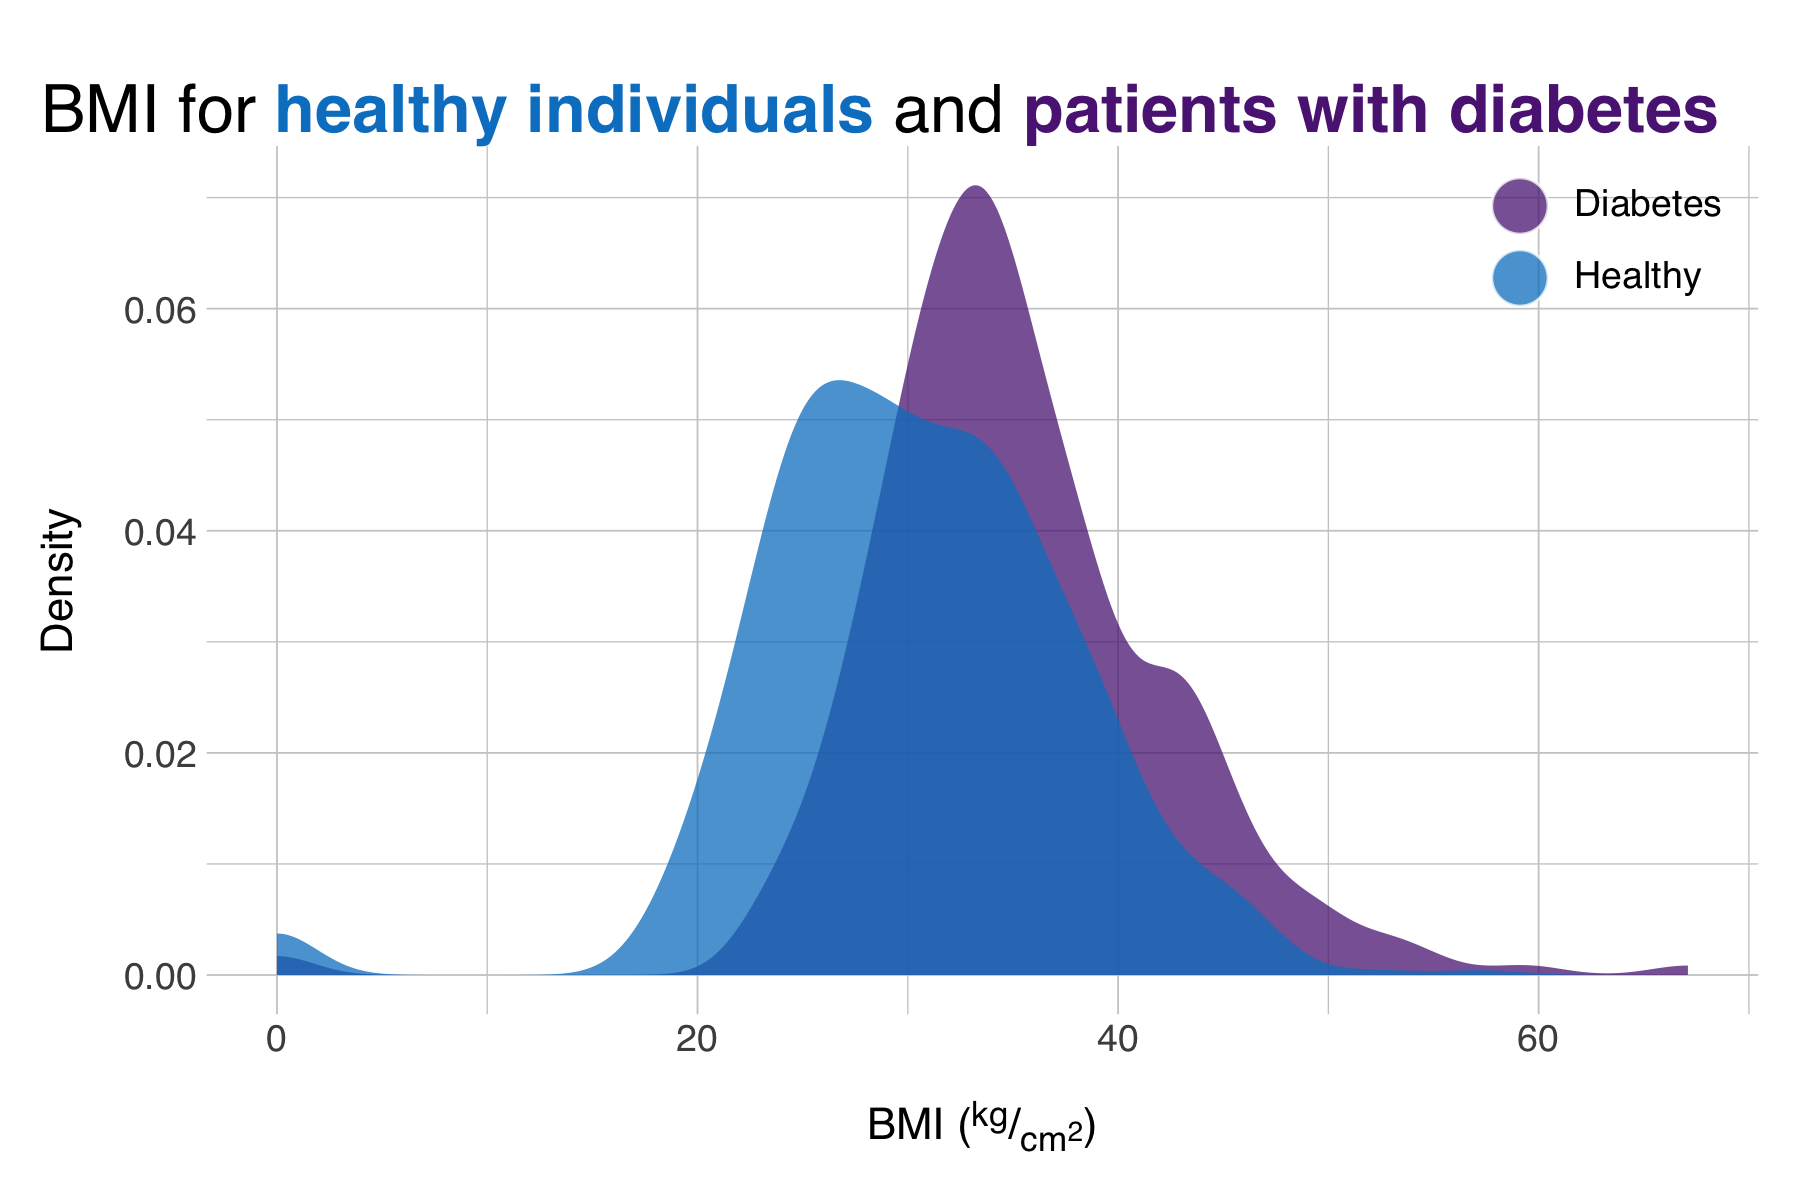 BMI for healthy individuals and patients with diabetes
Diabetes
Healthy
0.06
0.04
0.02
0.00
Density
0 20 40 60
BMI (kg/cm²)